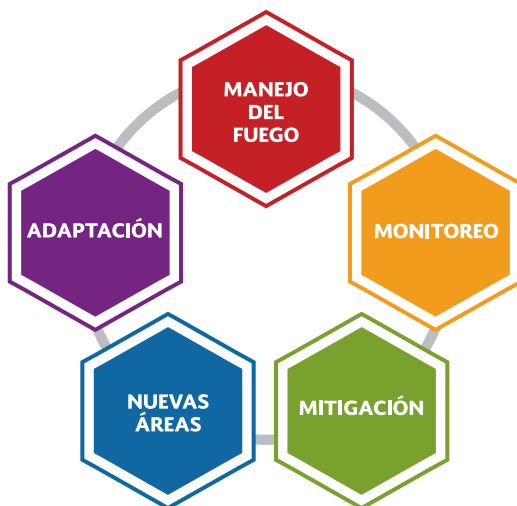 MANEJO
DEL
FUEGO
ADAPTACIÓN
MONITOREO
NUEVAS
ÁREAS
MITIGACIÓN